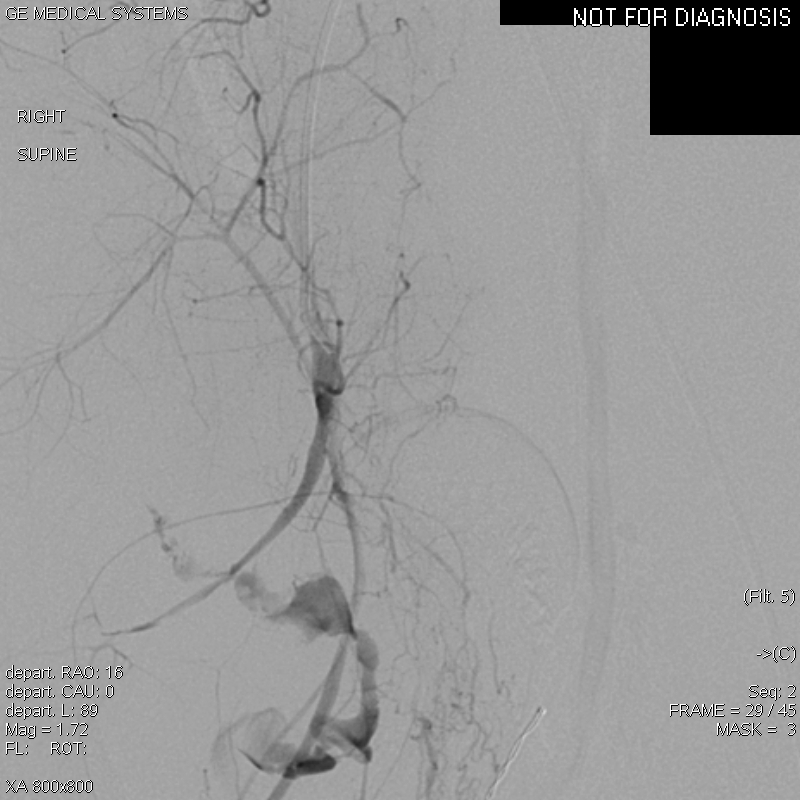 GE MEDICAL SYSTEMS
NOT FOR DIAGNOSIS
RIGHT
SUPINE
(Filt. 5)
->(C)
depart. RAO: 16
depart. CAU: 0
depart. L: 89
Mag = 1.72
FL: ROT:
Seq: 2
FRAME = 29 / 45
MASK = 3
XA 800x800